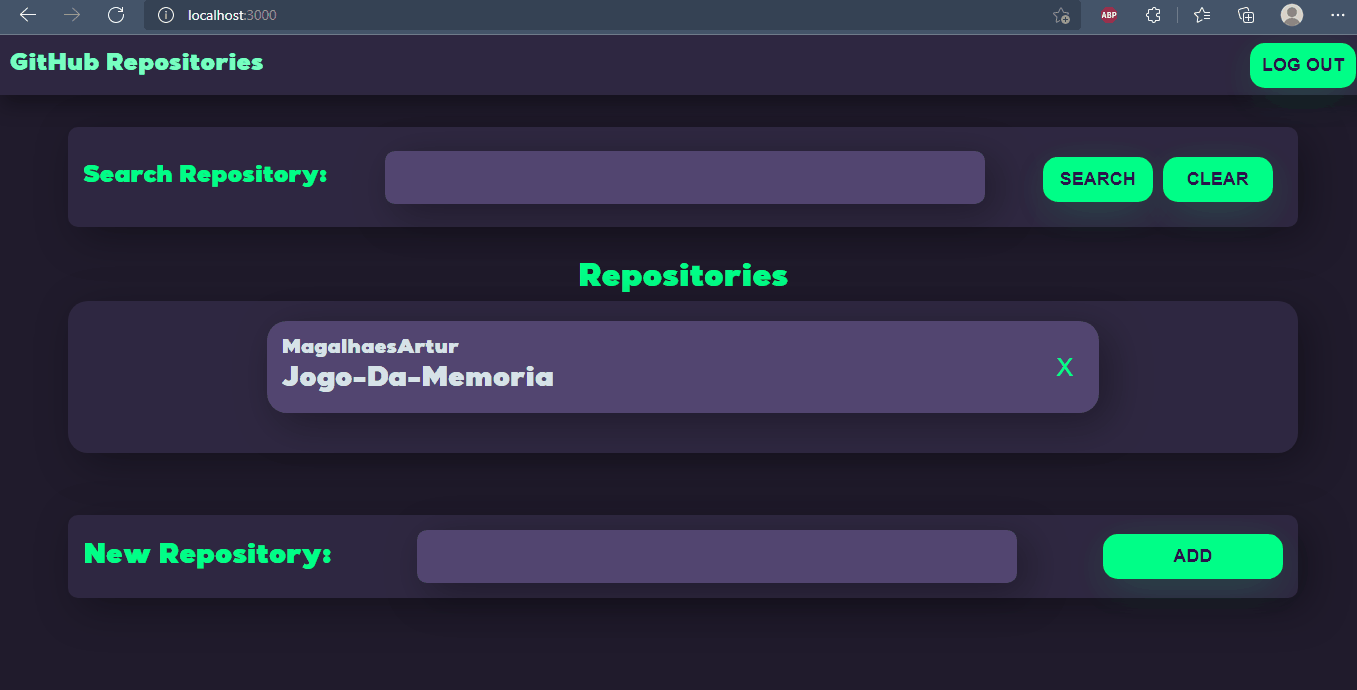 localhost:3000
ABP
GitHub Repositories
LOG OUT
Search Repository:
SEARCH
CLEAR
Repositories
MagalhaesArtur
Jogo-Da-Memoria
X
New Repository:
ADD